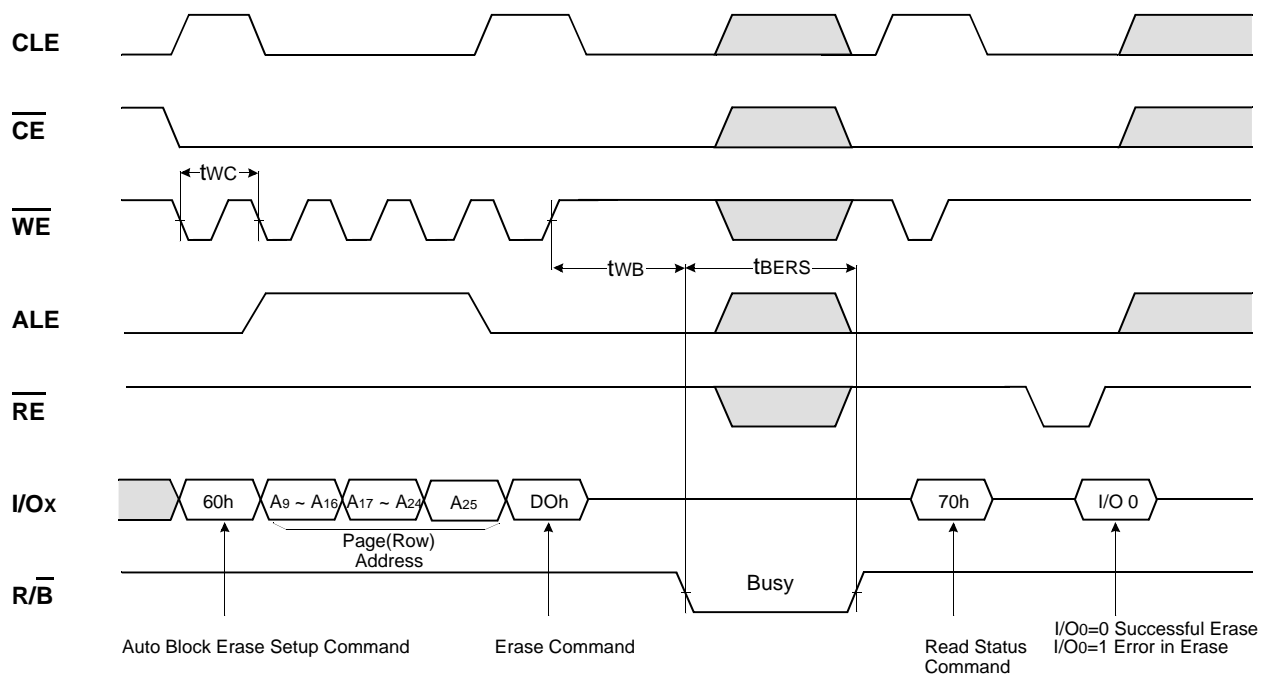 CLE
CE
tWC
WE
tWB
tBERS
ALE
RE
I/Ox
60h
A9 ~ A16
A17 ~ A24
A25
DOh
70h
I/O 0
Page(Row)
Address
R/B
Busy
Auto Block Erase Setup Command
Erase Command
Read Status
Command
I/O0=0 Successful Erase
I/O0=1 Error in Erase